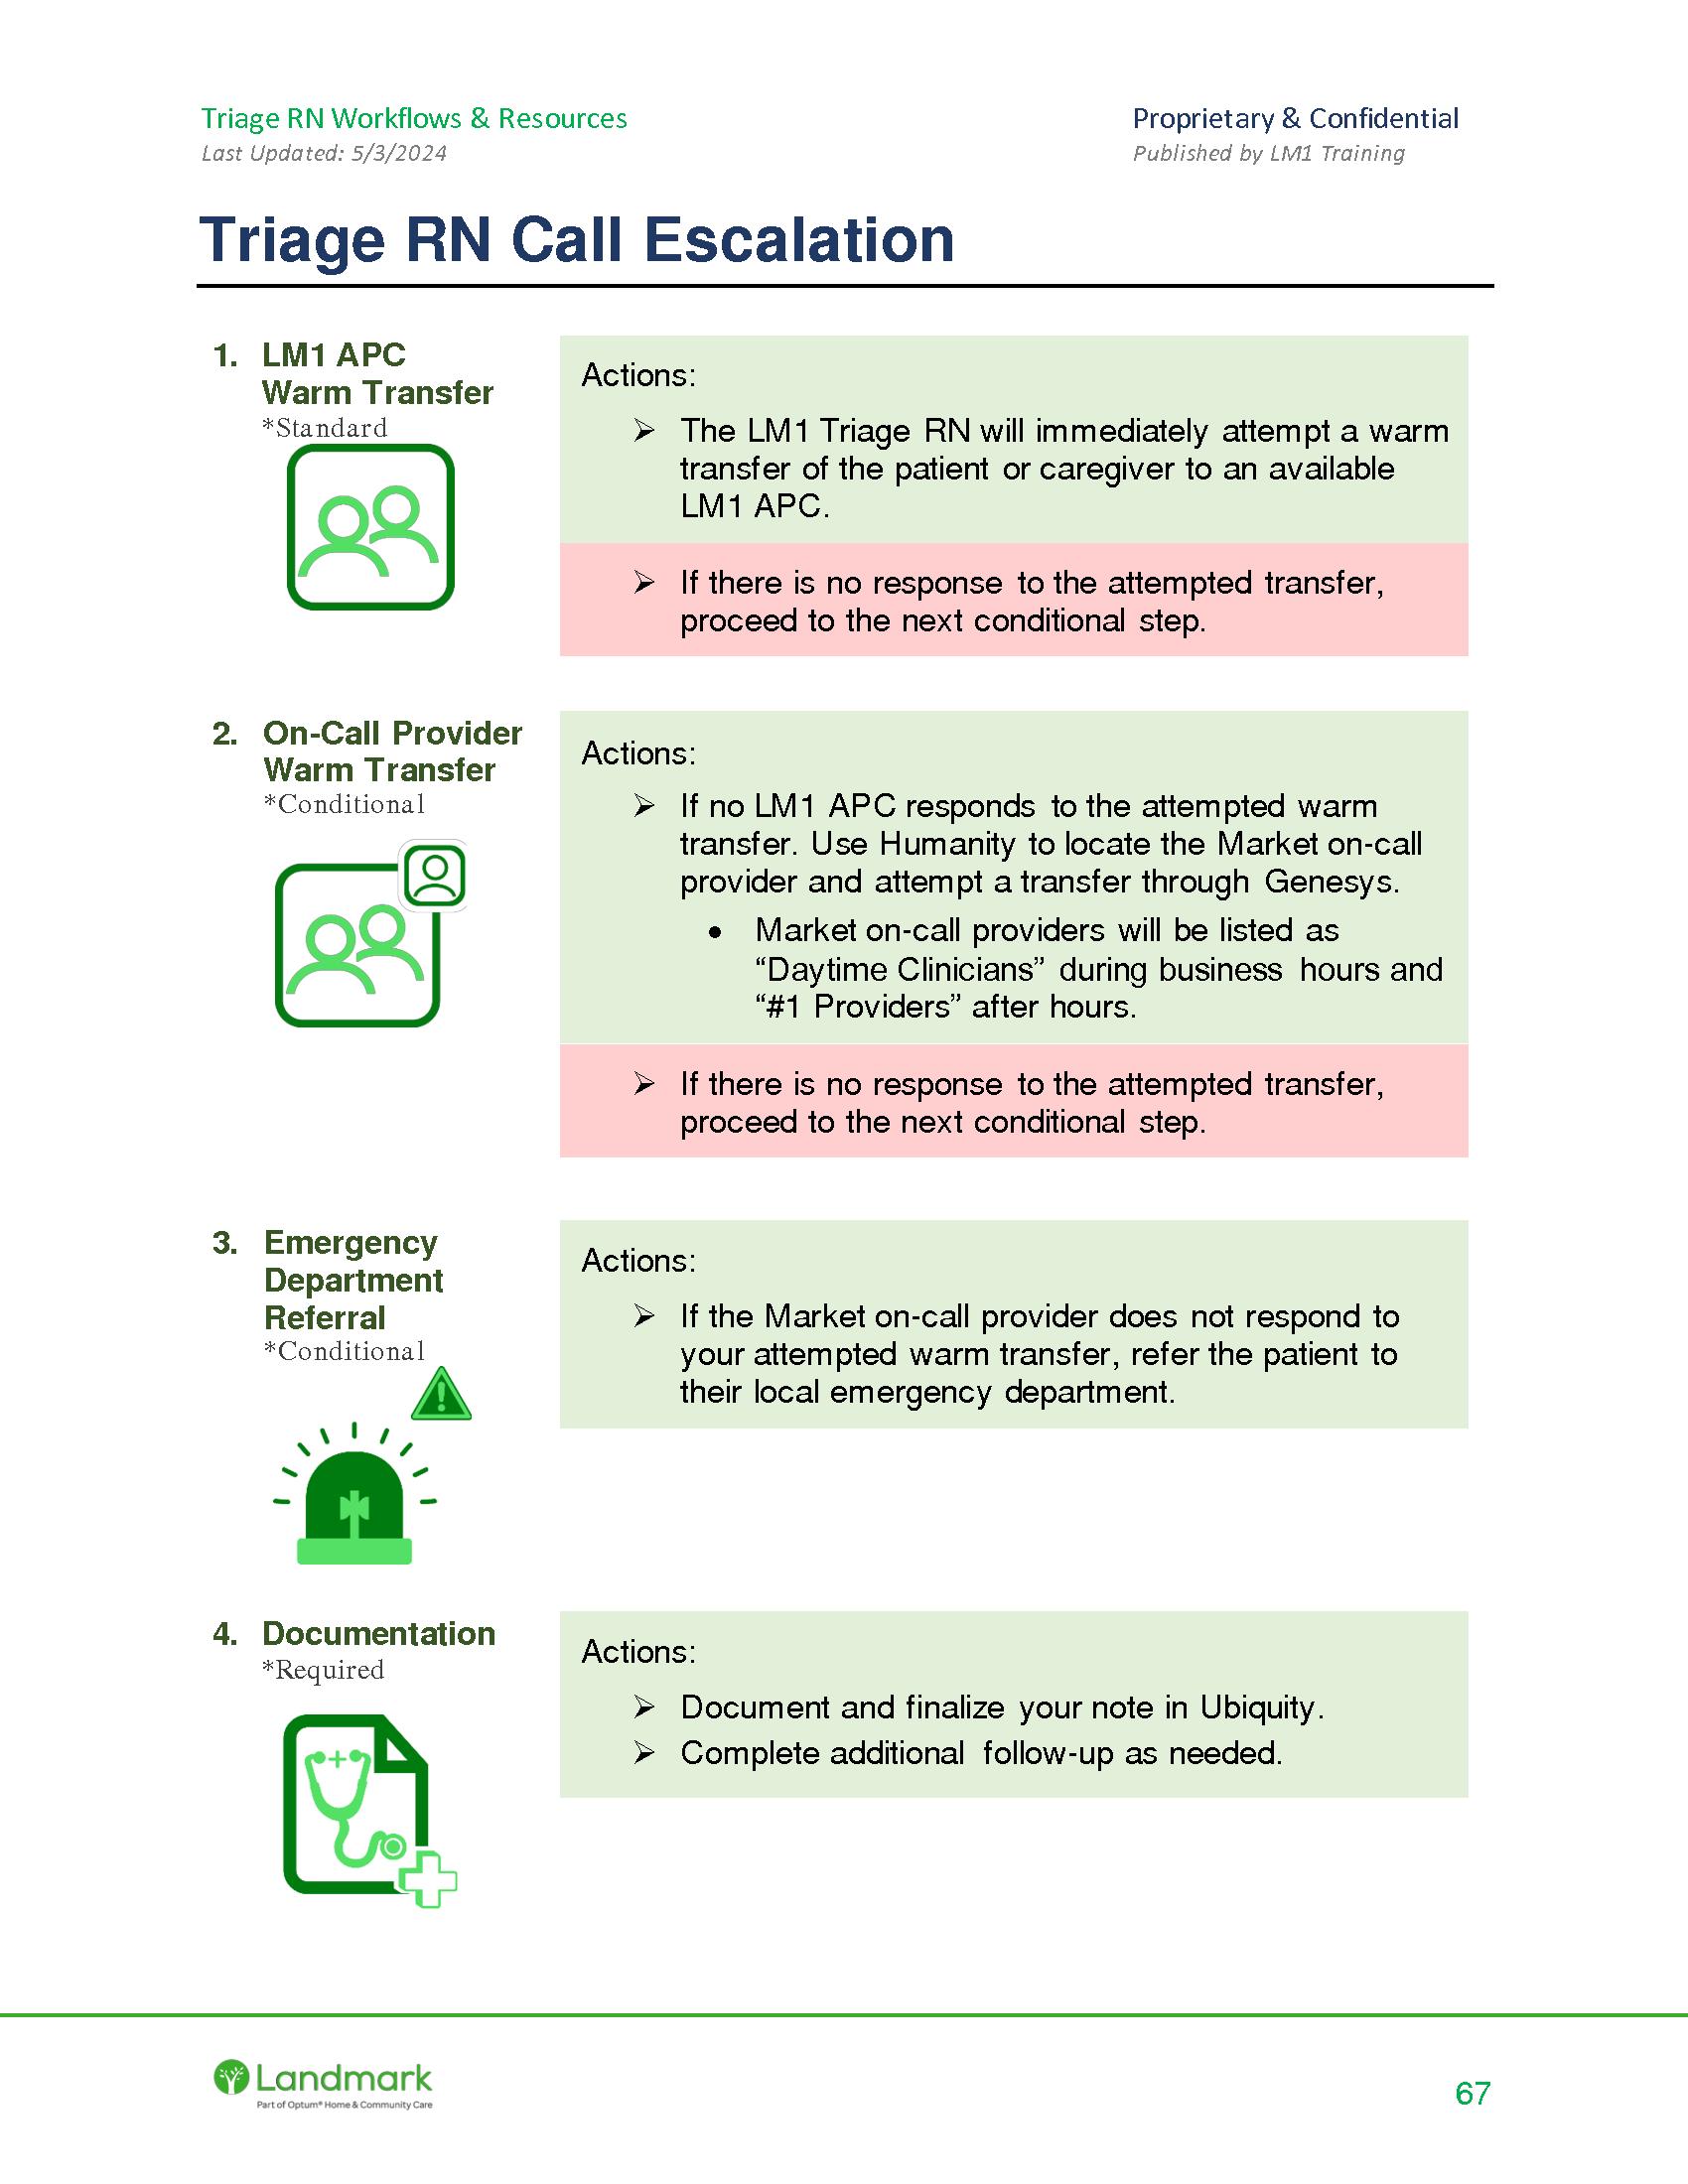 Triage RN Workflows & Resources
Proprietary & Confidential
Last Updated: 5/3/2024
Published by LM1 Training
Triage RN Call Escalation
1. LM1 APC
Warm Transfer
*Standard
Actions:
➢ The LM1 Triage RN will immediately attempt a warm
transfer of the patient or caregiver to an available
LM1 APC.
➢ If there is no response to the attempted transfer,
proceed to the next conditional step.
2. On-Call Provider
Warm Transfer
*Conditional
Actions:
➢ If no LM1 APC responds to the attempted warm
transfer. Use Humanity to locate the Market on-call
provider and attempt a transfer through Genesys.
• Market on-call providers will be listed as
“Daytime Clinicians” during business hours and
“#1 Providers” after hours.
➢ If there is no response to the attempted transfer,
proceed to the next conditional step.
3. Emergency
Department
Referral
*Conditional
Actions:
➢ If the Market on-call provider does not respond to
your attempted warm transfer, refer the patient to
their local emergency department.
4. Documentation
*Required
Actions:
➢ Document and finalize your note in Ubiquity.
➢ Complete additional follow-up as needed.
Landmark
Part of Optum® Home & Community Care
67